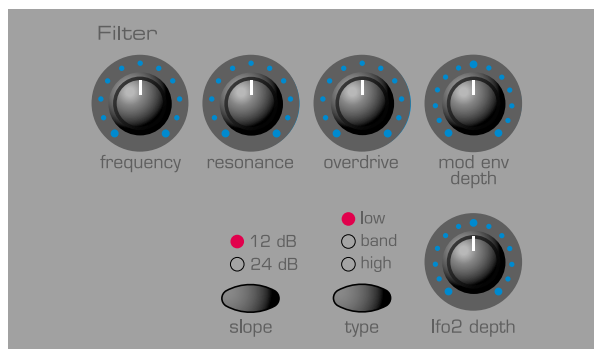 Filter
frequency
resonance
overdrive
mod env
depth
low
12 dB
band
24 dB
high
slope
type
lfo2 depth